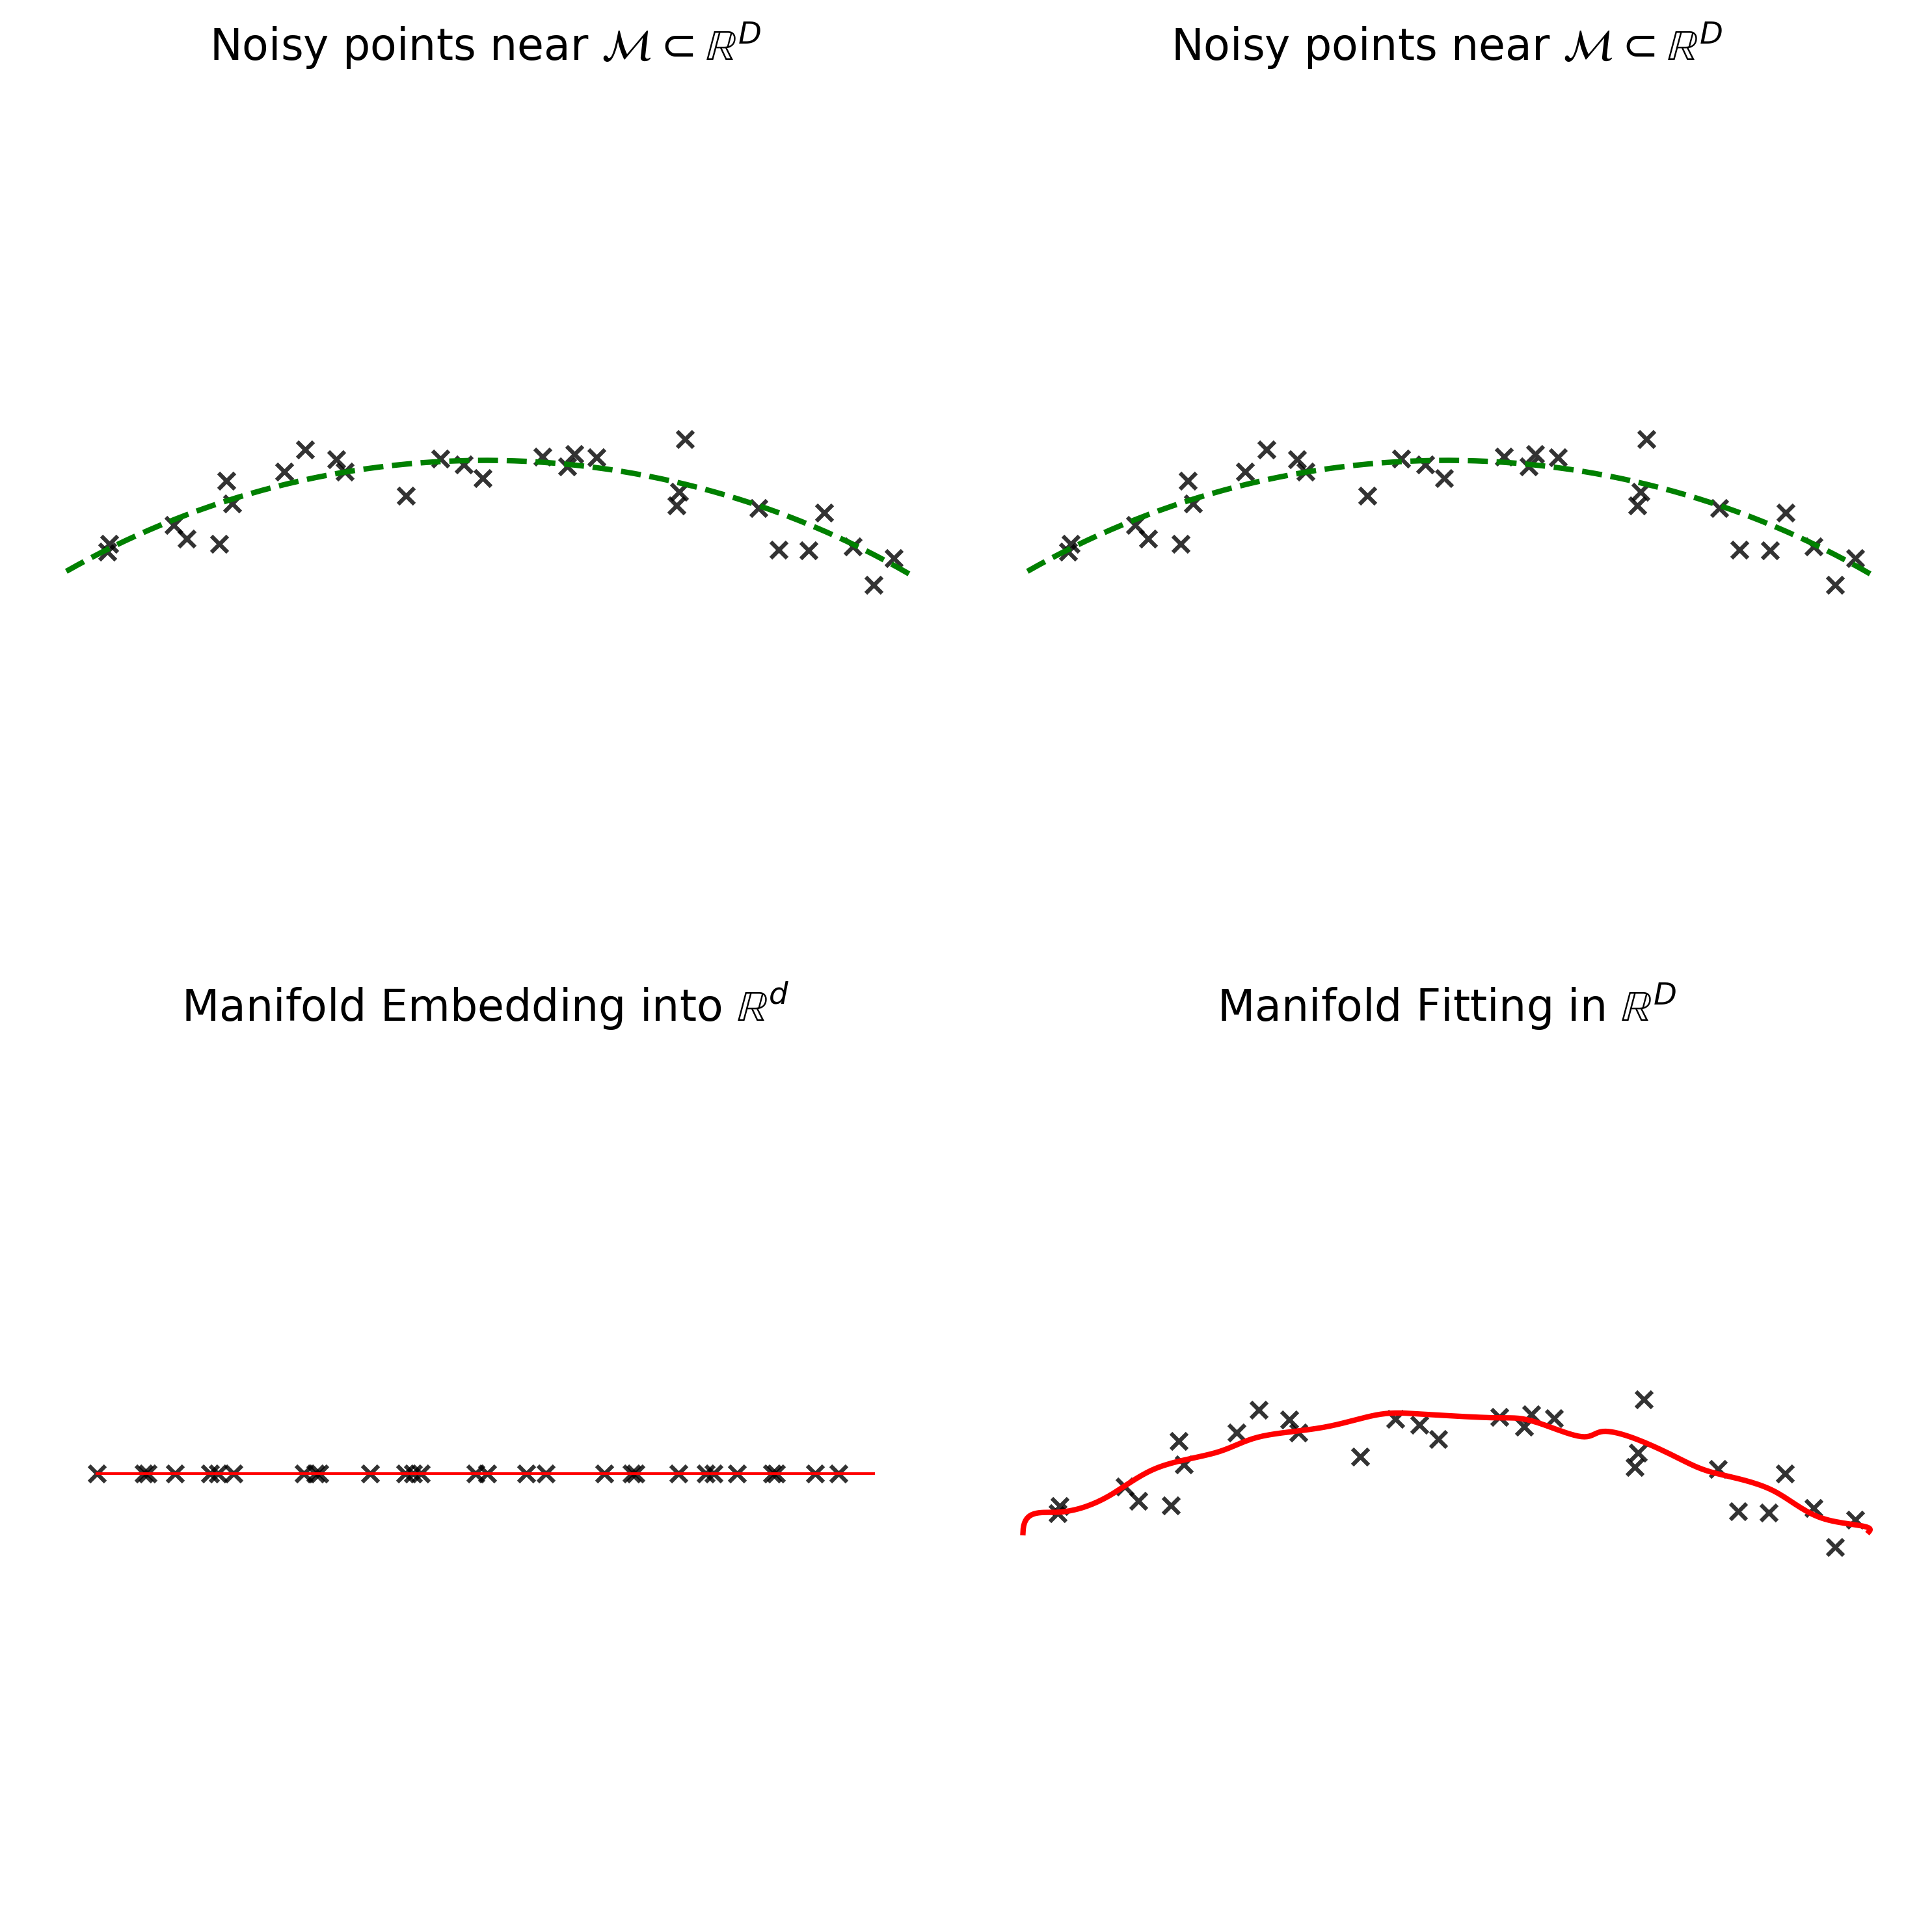 Noisy points near ℳ ⊂ ℝ^D
Noisy points near ℳ ⊂ ℝ^D
Manifold Embedding into ℝ^d
Manifold Fitting in ℝ^D